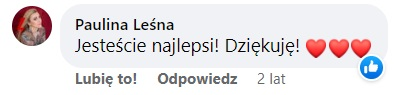 Paulina Leśna
Jesteście najlepsi! Dziękuję! ❤️❤️❤️
Lubię to! Odpowiedz 2 lat